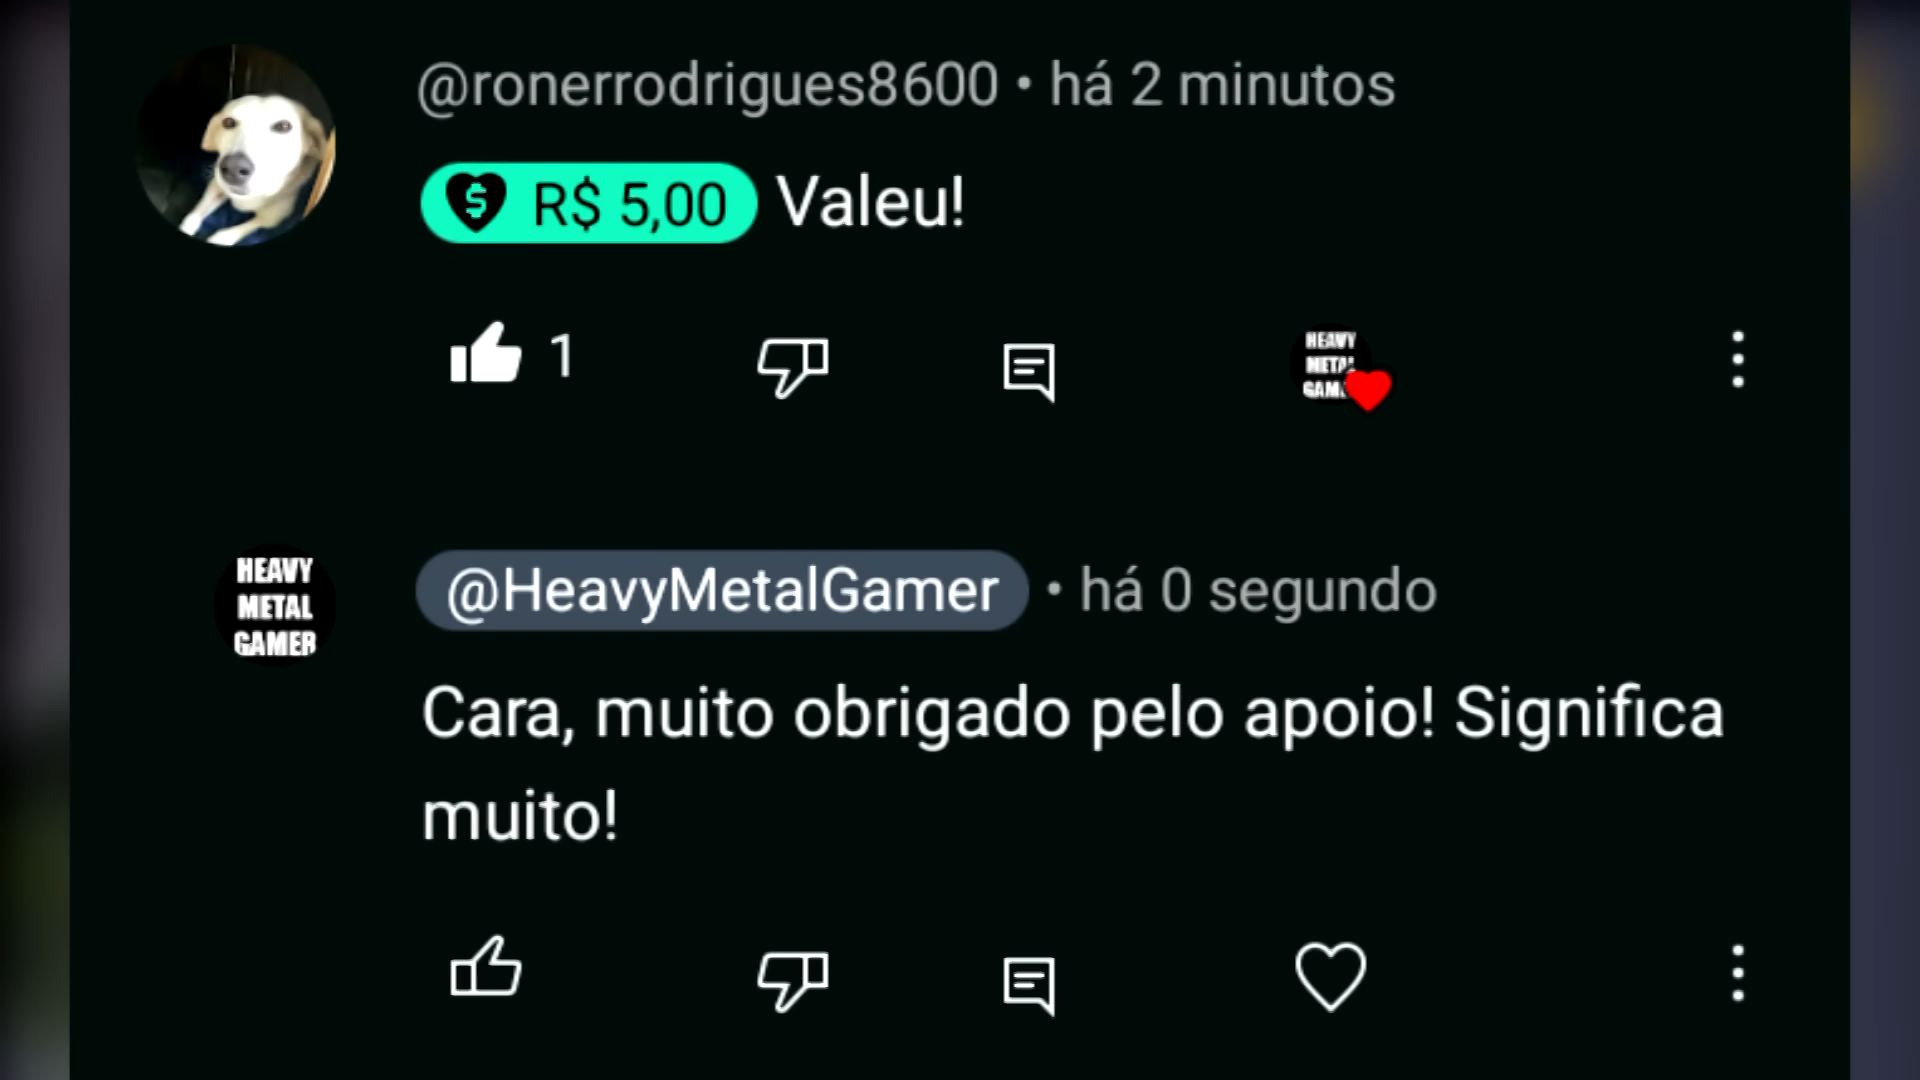 @ronerrodrigues8600 • há 2 minutos
R$ 5,00 Valeu!
1
HEAVY
METAL
HEAVY
METAL
GAMER
@HeavyMetalGamer • há 0 segundo
Cara, muito obrigado pelo apoio! Significa
muito!